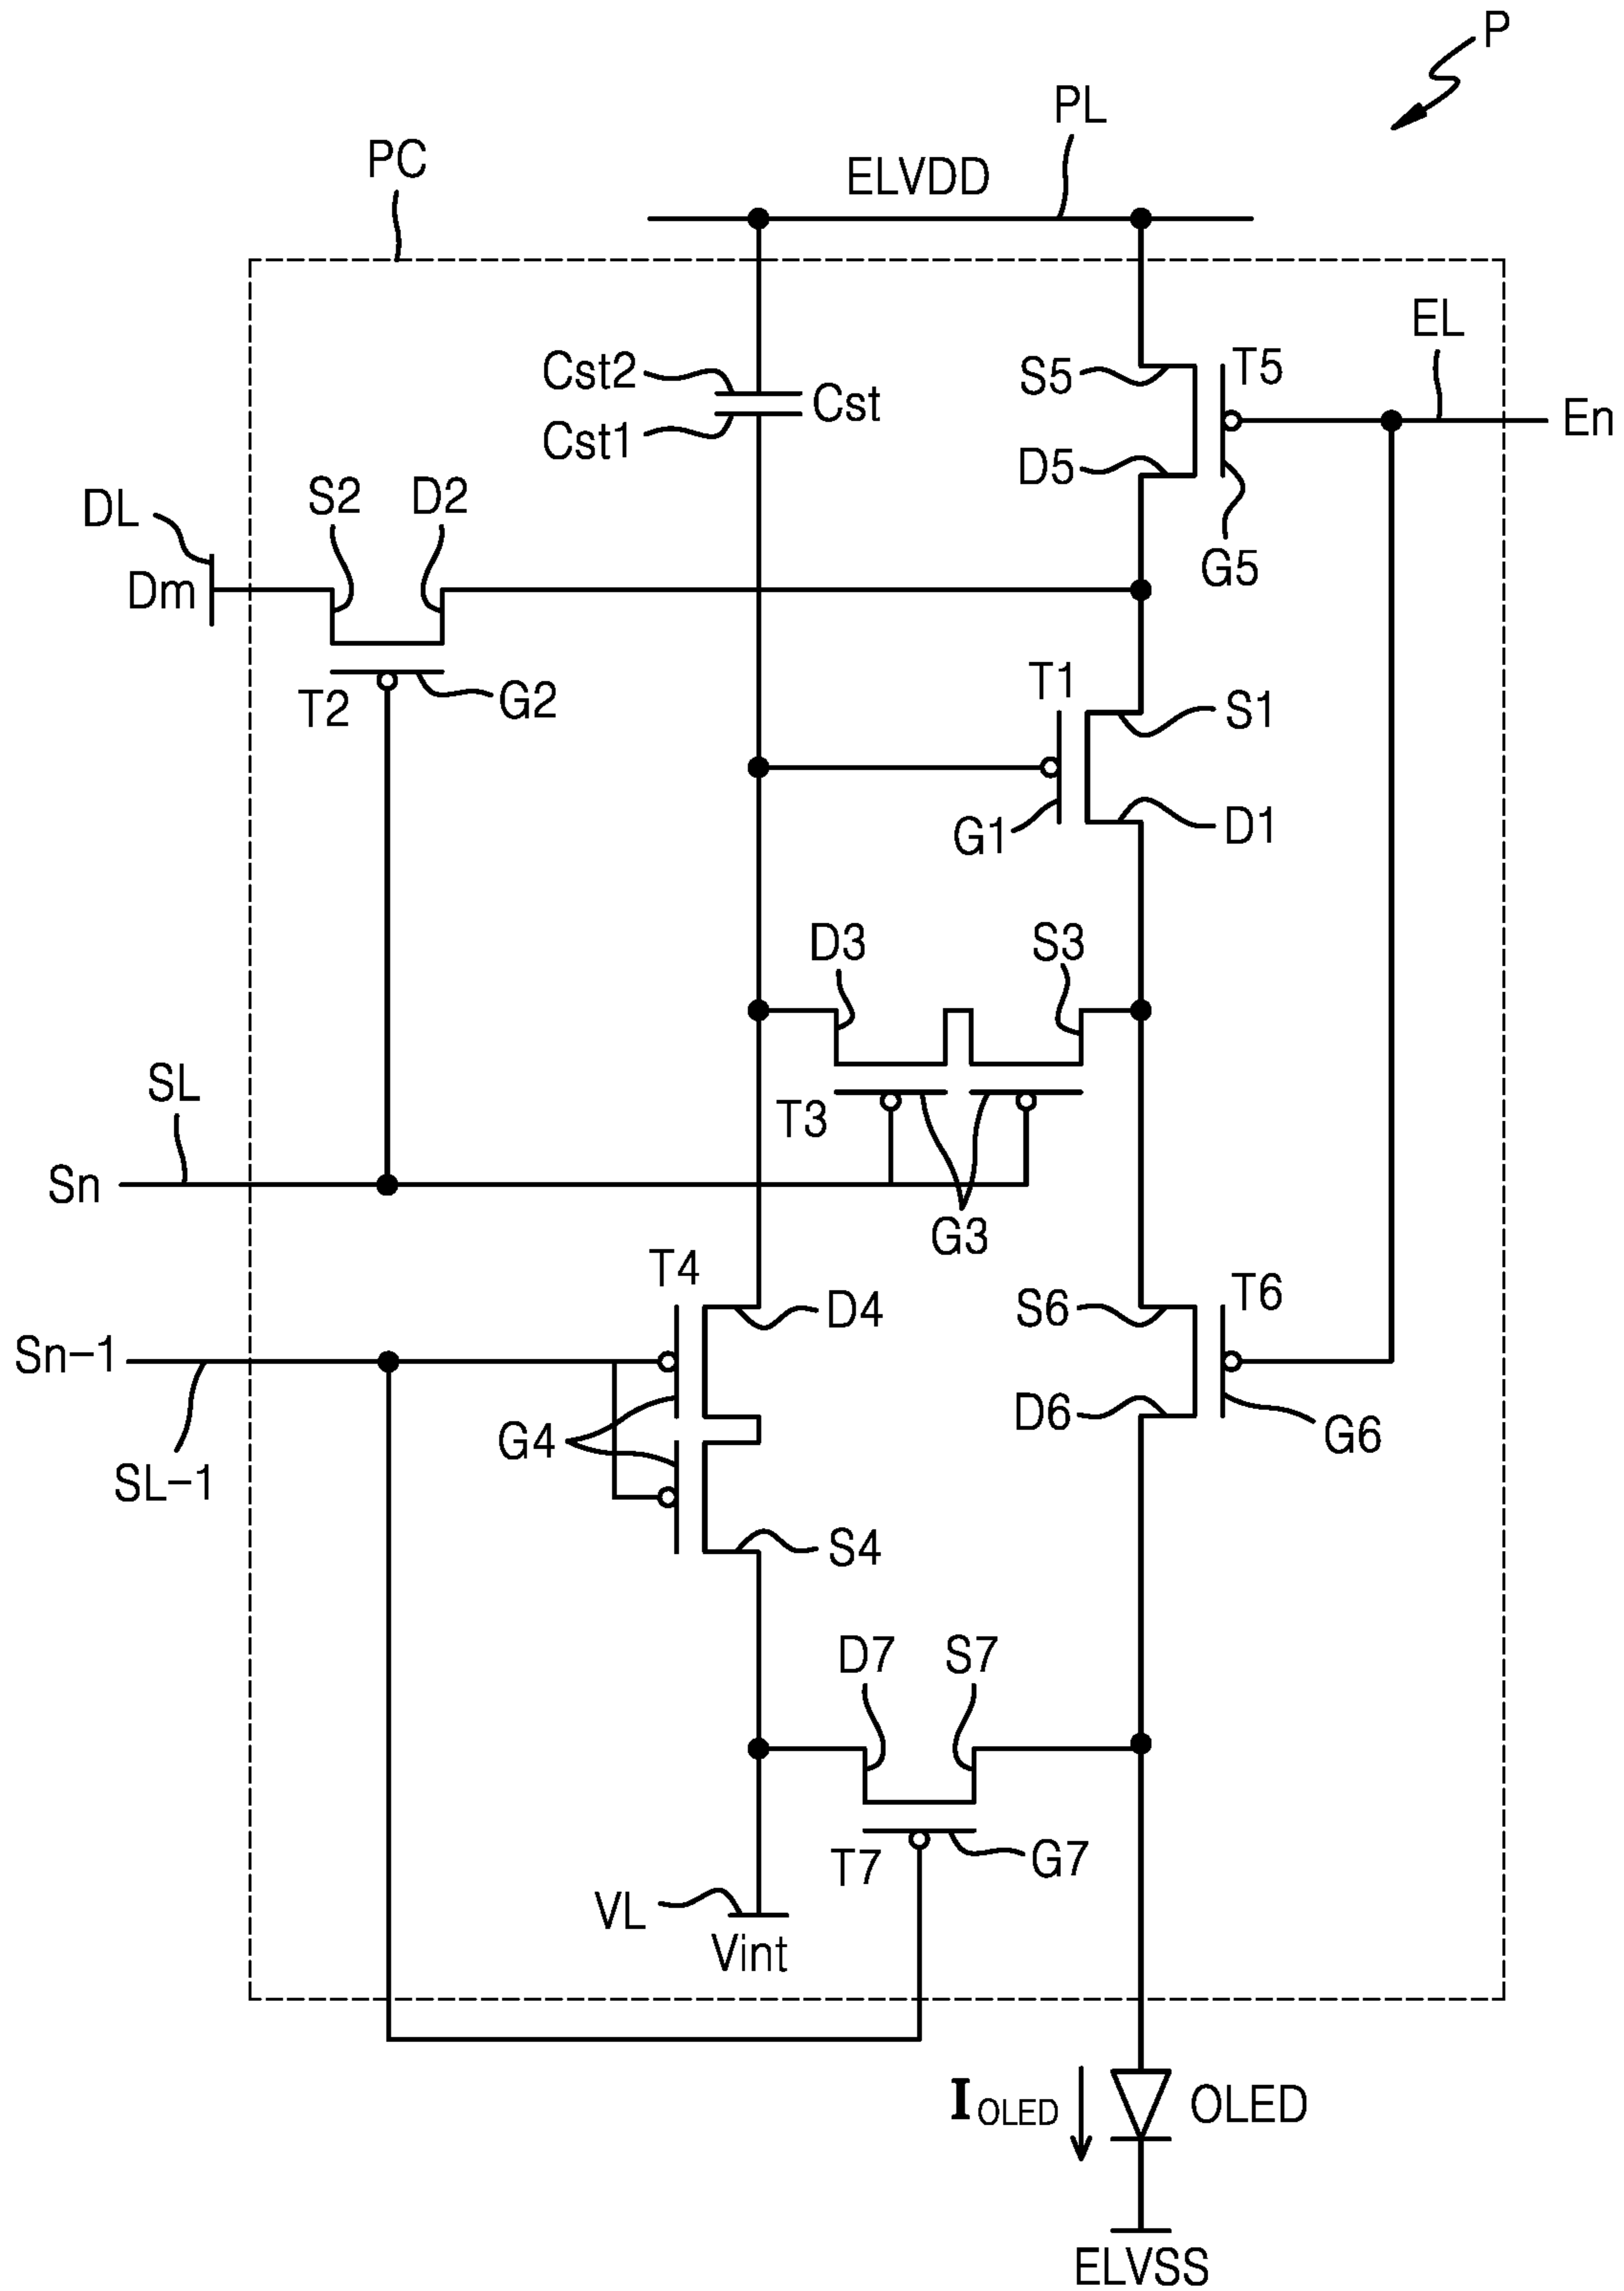 P
PL
PC
ELVDD
EL
Cst2
Cst
Cst1
S5
T5
En
D5
G5
S2
D2
DL
Dm
T2
G2
T1
S1
G1
D1
D3
S3
SL
T3
Sn
G3
T4
D4
S6
T6
Sn-1
G4
D6
G6
SL-1
S4
D7
S7
T7
G7
VL
Vint
IOLED
OLED
ELVSS